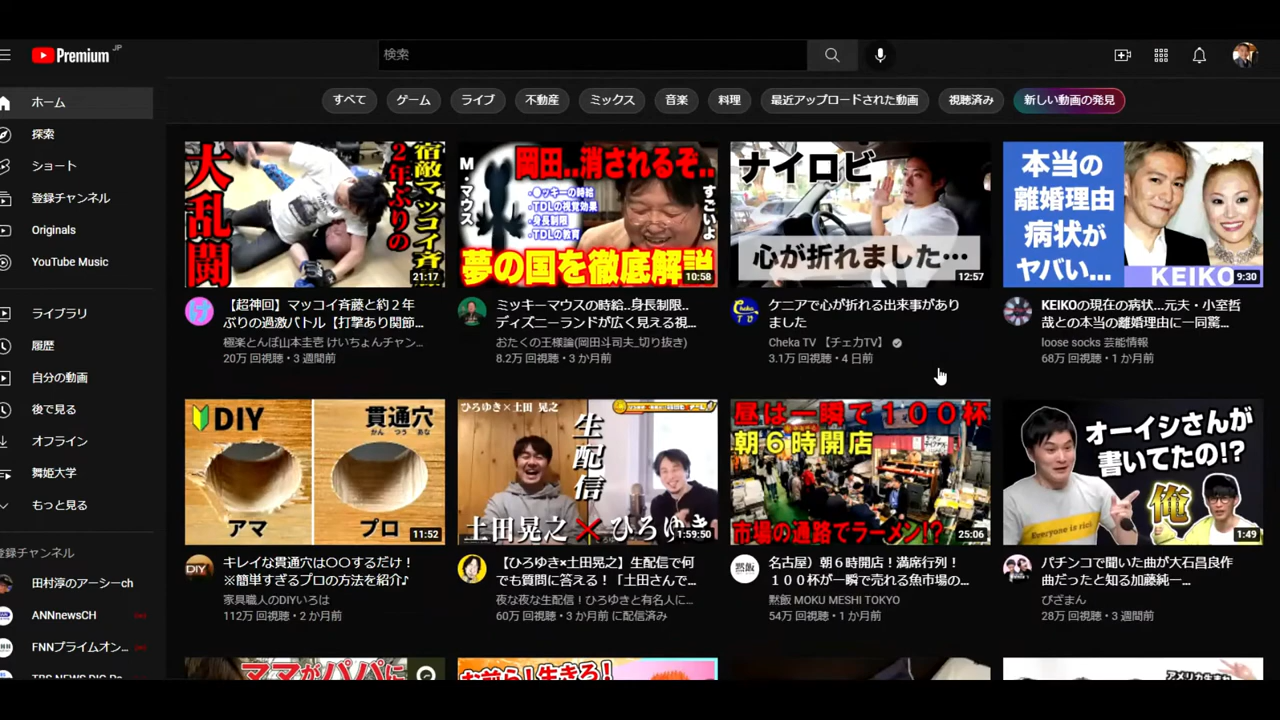 Premium JP
検索
ホーム
探索
ショート
登録チャンネル
Originals
YouTube Music
ライブラリ
履歴
自分の動画
後で見る
オフライン
舞姫大学
もっと見る
登録チャンネル
田村淳のアーシーch
ANNnewsCH
FNNプライムオン...
すべて
ゲーム
ライブ
不動産
ミックス
音楽
料理
最近アップロードされた動画
視聴済み
新しい動画の発見
大乱闘
宿敵マッコイ斉
2年ぶりの
21:17
【超神回】マッコイ斉藤と約２年
ぶりの過激バトル【打撃あり関節...
極楽とんぼ山本圭壱 けいちょんチャン...
20万 回視聴・3 週間前
岡田..消されるぞ..
M・マウス
・●ッキーの時給
・TDLの視覚効果
・身長制限
・TDLの教育
すごいよ
夢の国を徹底解説
10:58
ミッキーマウスの時給..身長制限..
ディズニーランドが広く見える視...
おたくの王様論(岡田斗司夫_切り抜き)
8.2万 回視聴・3 か月前
ナイロビ
心が折れました…
12:57
ケニアで心が折れる出来事があり
ました
Cheka TV 【チェカTV】
3.1万 回視聴・4 日前
本当の
離婚理由
病状が
ヤバい...
KEIKO
9:30
KEIKOの現在の病状...元夫・小室哲
哉との本当の離婚理由に一同驚...
loose socks 芸能情報
68万 回視聴・1 か月前
DIY
貫通穴
かん つう あな
アマ
プロ
11:52
DIY
キレイな貫通穴は〇〇するだけ！
※簡単すぎるプロの方法を紹介♪
家具職人のDIYいろは
112万 回視聴・2 か月前
ひろゆき×土田 晃之
生配信
土田晃之×ひろゆき
1:59:50
【ひろゆき×土田晃之】生配信で何
でも質問に答える！「土田さんで...
夜な夜な生配信！ひろゆきと有名人に...
60万 回視聴・3 か月前 に配信済み
昼は一瞬で１００杯
朝６時開店
市場の通路でラーメン!?
25:06
黙飯
名古屋）朝６時開店！満席行列！
１００杯が一瞬で売れる魚市場の...
黙飯 MOKU MESHI TOKYO
54万 回視聴・1 か月前
オーイシさんが
書いてたの!?
俺
Everything is rice
1:49
パチンコで聞いた曲が大石昌良作
曲だったと知る加藤純一...
ぴざまん
28万 回視聴・3 週間前
ママがパパに
お前ら！生きろ！